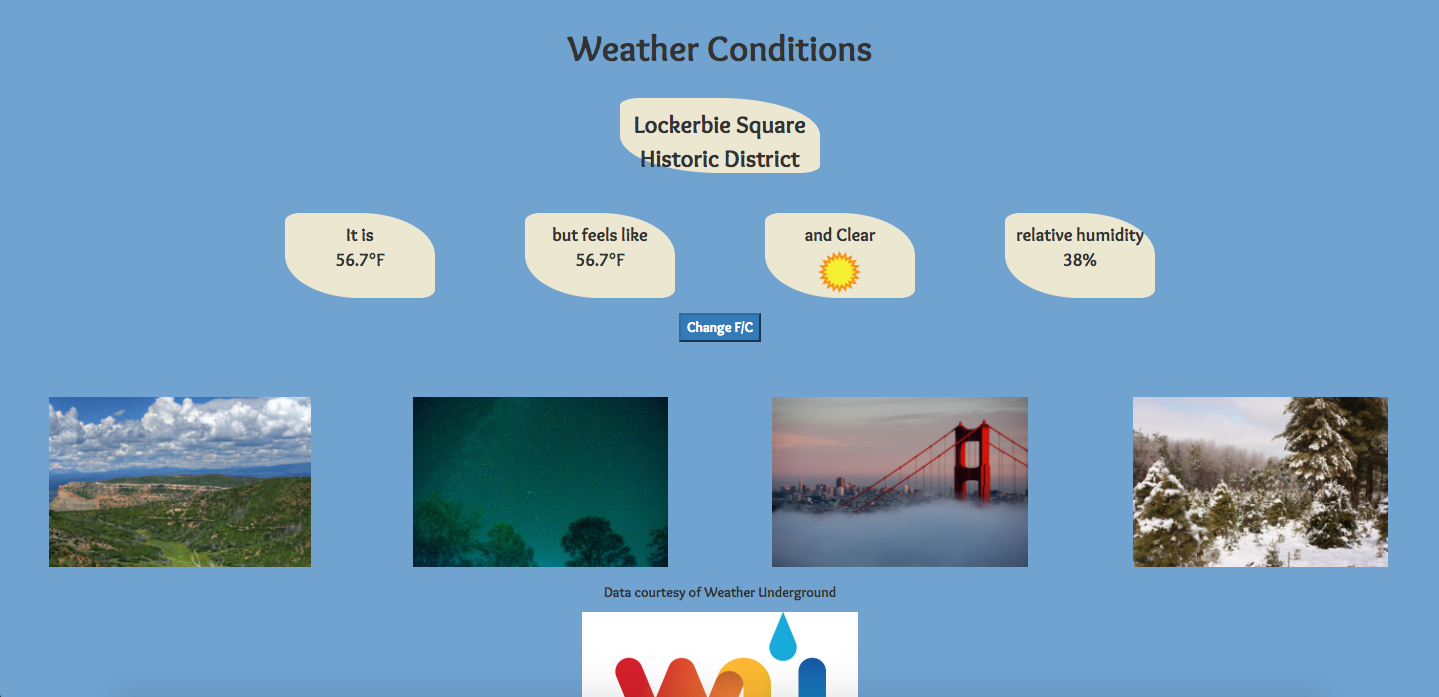 Weather Conditions
Lockerbie Square
Historic District
It is
56.7°F
but feels like
56.7°F
and Clear
relative humidity
38%
Change F/C
Data courtesy of Weather Underground